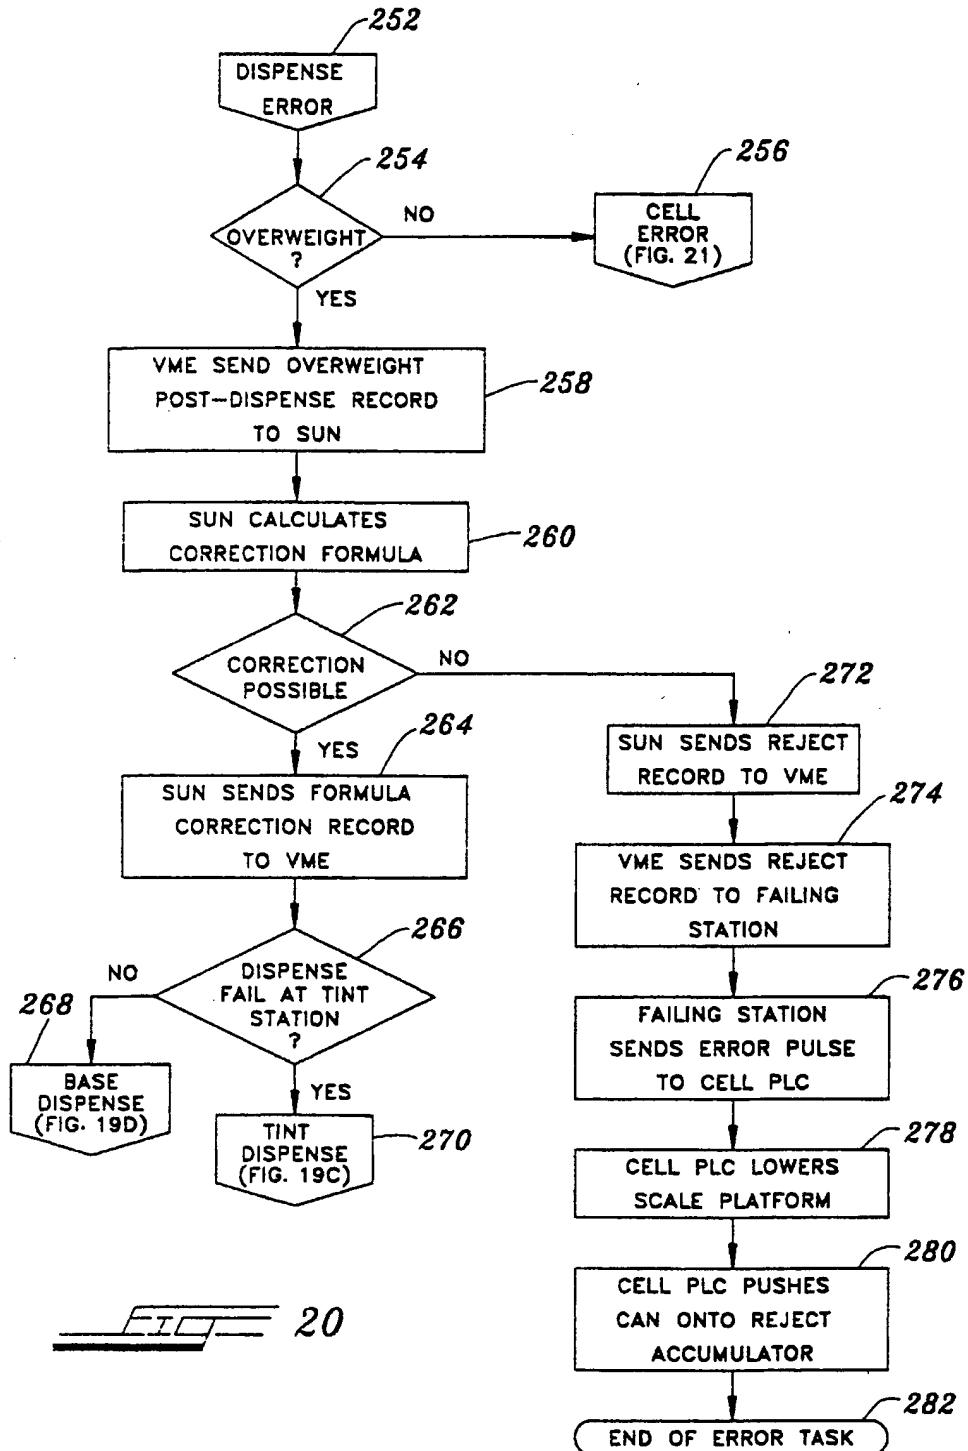 252
DISPENSE
ERROR
254
OVERWEIGHT
?
NO
YES
256
CELL
ERROR
(FIG. 21)
VME SEND OVERWEIGHT
POST-DISPENSE RECORD
TO SUN
258
SUN CALCULATES
CORRECTION FORMULA
260
262
CORRECTION
POSSIBLE
NO
YES
264
SUN SENDS FORMULA
CORRECTION RECORD
TO VME
266
DISPENSE
FAIL AT TINT
STATION
?
NO
YES
268
BASE
DISPENSE
(FIG. 19D)
TINT
DISPENSE
(FIG. 19C)
270
272
SUN SENDS REJECT
RECORD TO VME
274
VME SENDS REJECT
RECORD TO FAILING
STATION
276
FAILING STATION
SENDS ERROR PULSE
TO CELL PLC
278
CELL PLC LOWERS
SCALE PLATFORM
280
CELL PLC PUSHES
CAN ONTO REJECT
ACCUMULATOR
282
END OF ERROR TASK
FIG 20